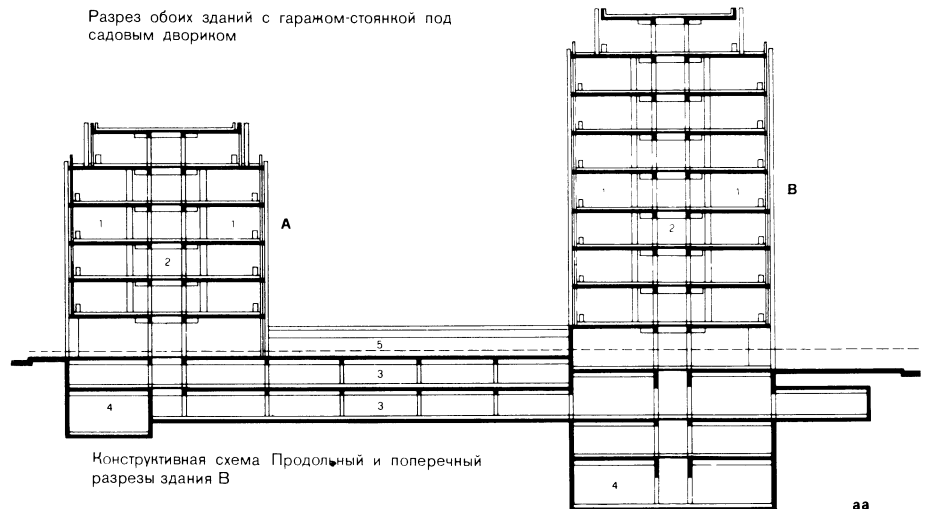 Разрез обоих зданий с гаражом-стоянкой под
садовым двориком
1 1 B
1 1 A
2
2
5
3
3
4
Конструктивная схема Продольный и поперечный
разрезы здания В
4
aa